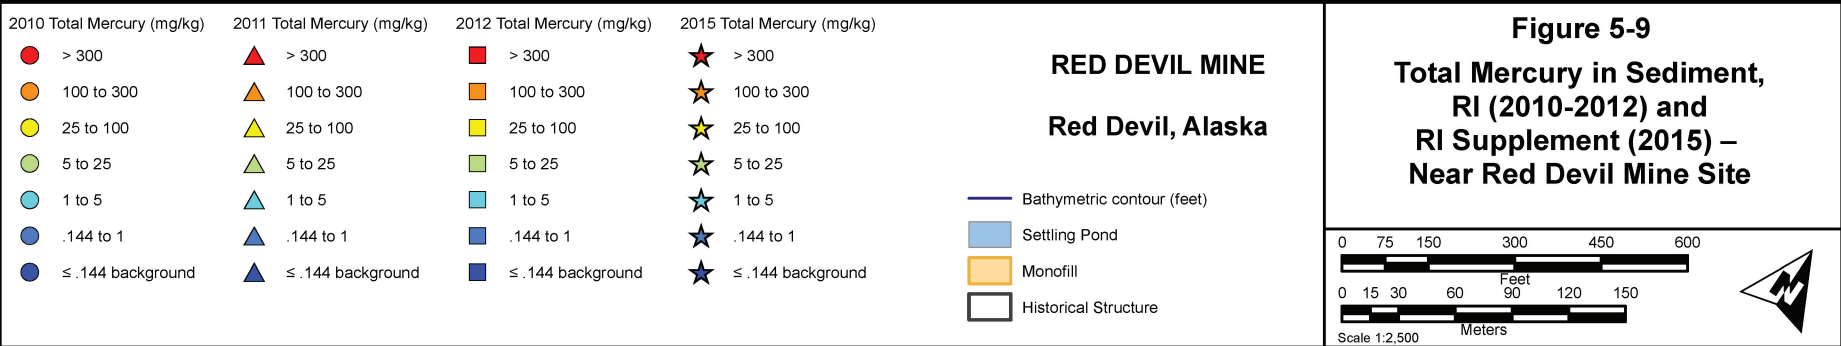 2010 Total Mercury (mg/kg)
> 300
100 to 300
25 to 100
5 to 25
1 to 5
.144 to 1
≤ .144 background
2011 Total Mercury (mg/kg)
> 300
100 to 300
25 to 100
5 to 25
1 to 5
.144 to 1
≤ .144 background
2012 Total Mercury (mg/kg)
> 300
100 to 300
25 to 100
5 to 25
1 to 5
.144 to 1
≤ .144 background
2015 Total Mercury (mg/kg)
> 300
100 to 300
25 to 100
5 to 25
1 to 5
.144 to 1
≤ .144 background
RED DEVIL MINE
Red Devil, Alaska
Bathymetric contour (feet)
Settling Pond
Monofill
Historical Structure
Figure 5-9
Total Mercury in Sediment,
RI (2010-2012) and
RI Supplement (2015) –
Near Red Devil Mine Site
0 75 150 300 450 600
Feet
0 15 30 60 90 120 150
Meters
Scale 1:2,500
N